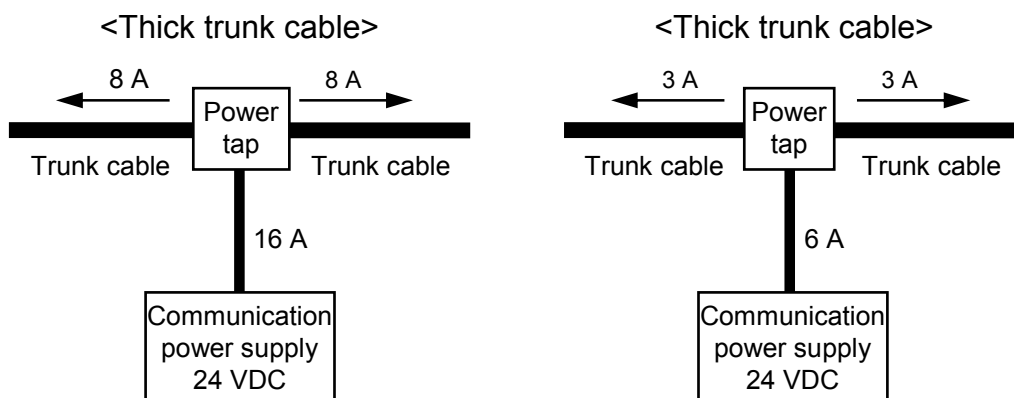 <Thick trunk cable>
8 A
8 A
Power
tap
Trunk cable
Trunk cable
16 A
Communication
power supply
24 VDC
<Thick trunk cable>
3 A
3 A
Power
tap
Trunk cable
Trunk cable
6 A
Communication
power supply
24 VDC